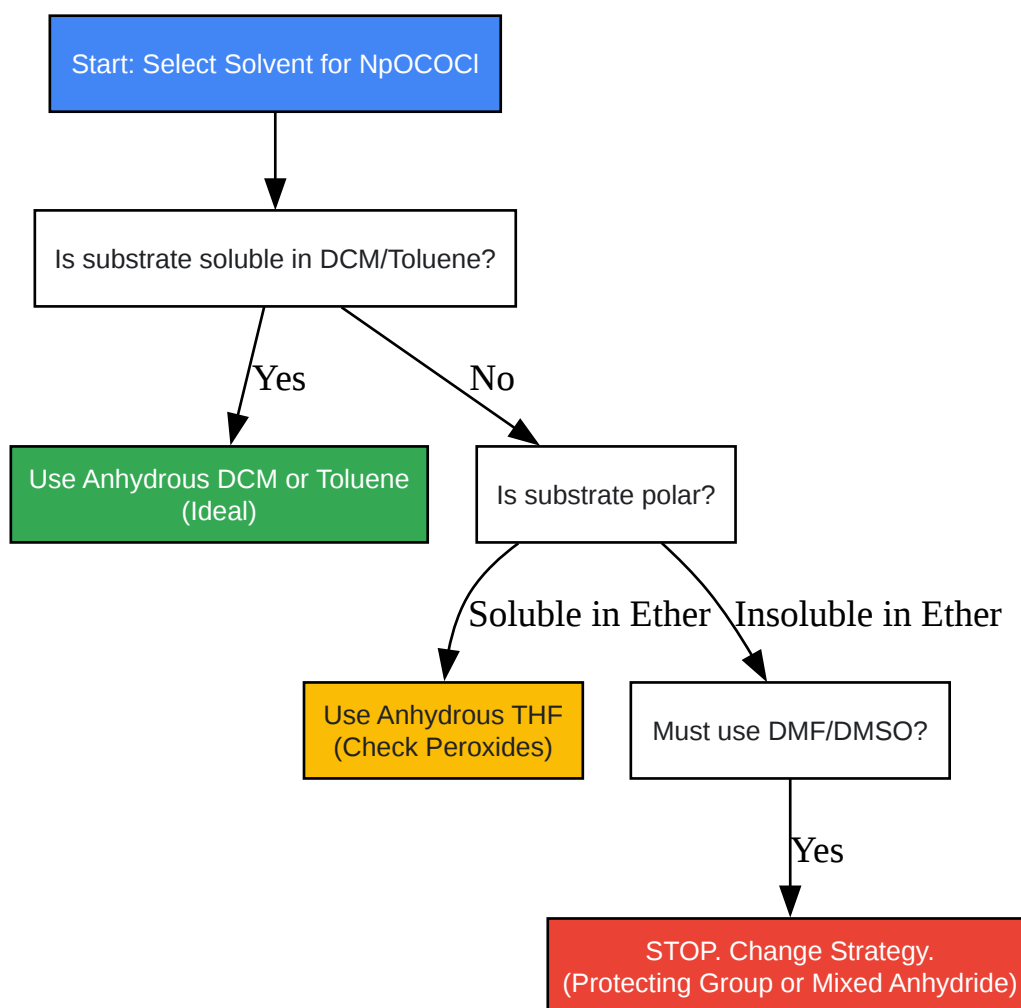 Start: Select Solvent for NpOCOCl
Is substrate soluble in DCM/Toluene?
Yes
No
Use Anhydrous DCM or Toluene
(Ideal)
Is substrate polar?
Soluble in Ether
Insoluble in Ether
Use Anhydrous THF
(Check Peroxides)
Must use DMF/DMSO?
Yes
STOP. Change Strategy.
(Protecting Group or Mixed Anhydride)